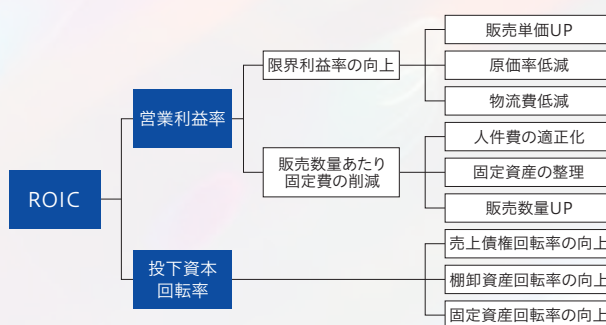 ROIC
営業利益率
限界利益率の向上
販売単価UP
原価率低減
物流費低減
販売数量あたり
固定費の削減
人件費の適正化
固定資産の整理
販売数量UP
投下資本
回転率
売上債権回転率の向上
棚卸資産回転率の向上
固定資産回転率の向上